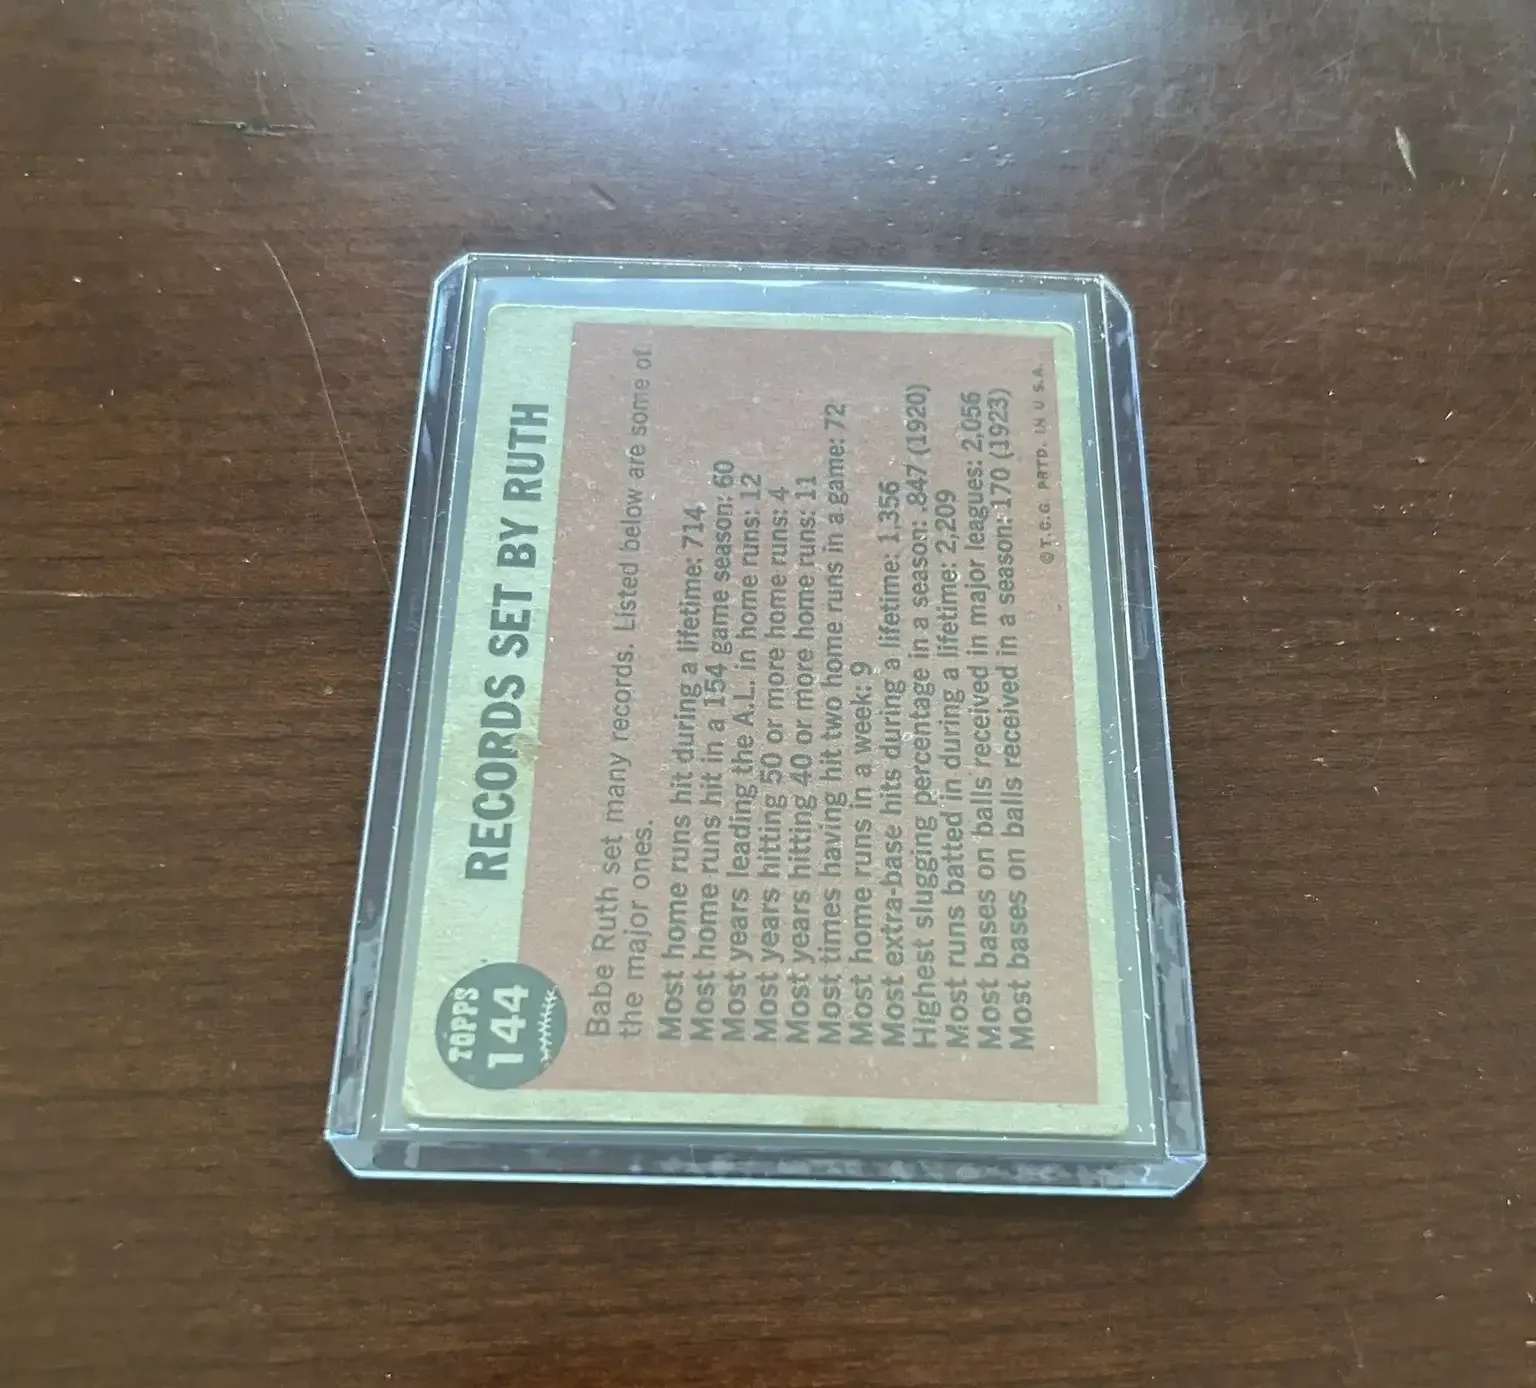 TOPPS
144
RECORDS SET BY RUTH
Babe Ruth set many records. Listed below are some of
the major ones.
Most home runs hit during a lifetime: 714
Most home runs hit in a 154 game season: 60
Most years leading the A.L. in home runs: 12
Most years hitting 50 or more home runs: 4
Most years hitting 40 or more home runs: 11
Most times having hit two home runs in a game: 72
Most home runs in a week: 9
Most extra-base hits during a lifetime: 1,356
Highest slugging percentage in a season: .847 (1920)
Most runs batted in during a lifetime: 2,209
Most bases on balls received in major leagues: 2,056
Most bases on balls received in a season: 170 (1923)
© T.C.G. PRTD. IN U.S.A.